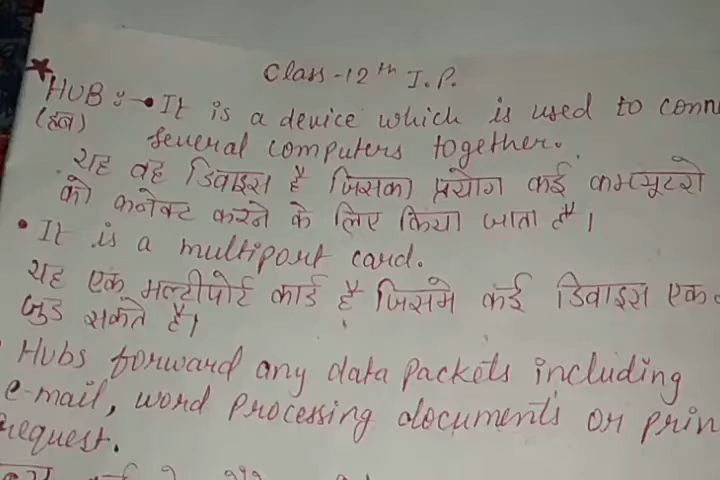 Class-12th I.P.
HUB :- It is a device which is used to conn
(हब) several computers together.
यह वह डिवाइस है जिसका प्रयोग कई कम्प्यूटरो
को कनेक्ट करने के लिए किया जाता है।
• It is a multiport card.
यह एक मल्टीपोर्ट कार्ड है जिसमे कई डिवाइस एक
जुड सकते है।
Hubs forward any data packets including
e-mail, word processing documents or prin
request.